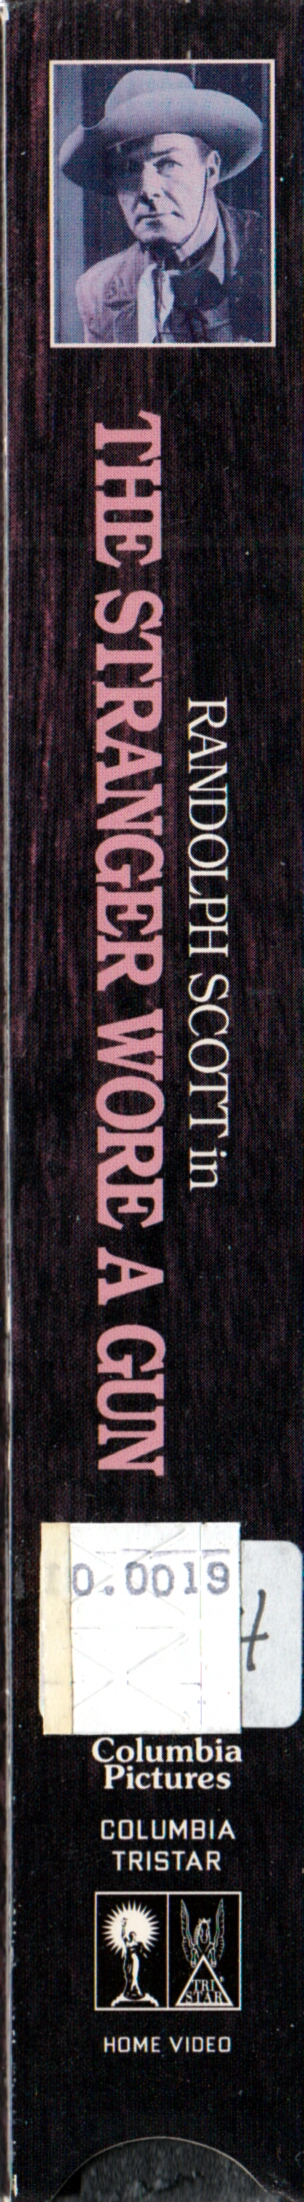 RANDOLPH SCOTT in
THE STRANGER WORE A GUN
0.0019
H
Columbia
Pictures
COLUMBIA
TRISTAR
TRI
STAR
HOME VIDEO